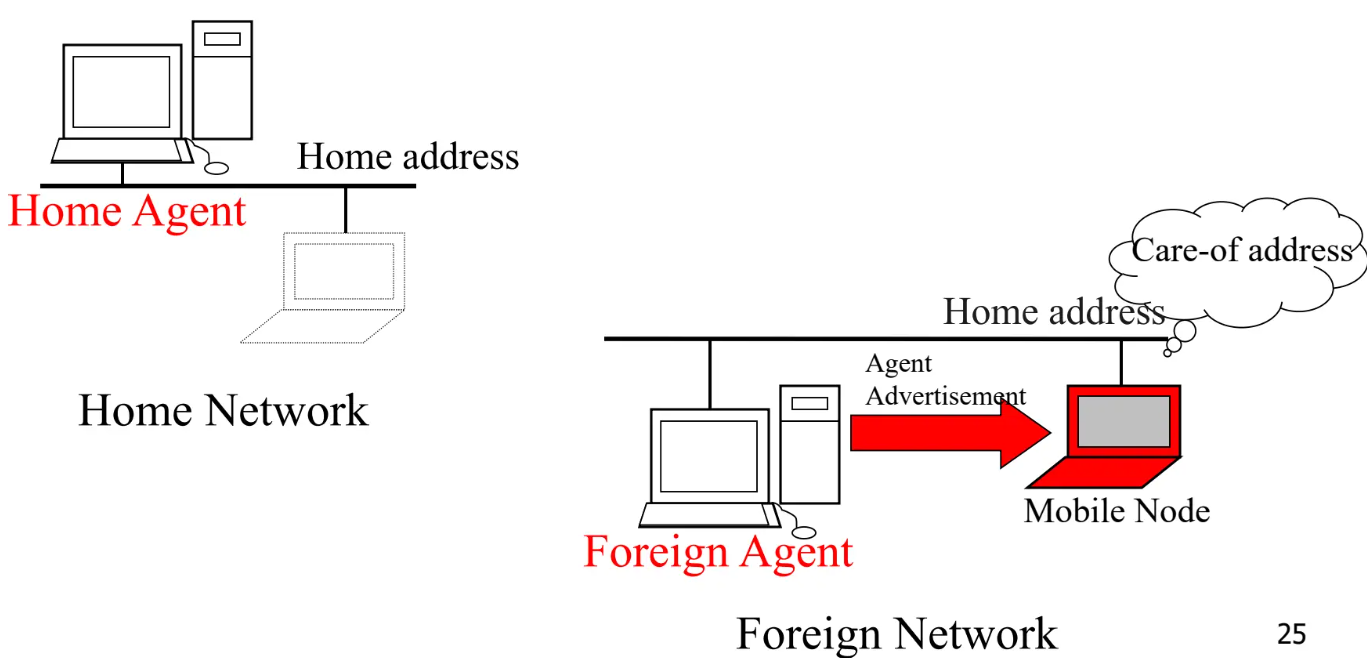 Home address
Home Agent
Home Network
Care-of address
Home address
Agent
Advertisement
Mobile Node
Foreign Agent
Foreign Network
25